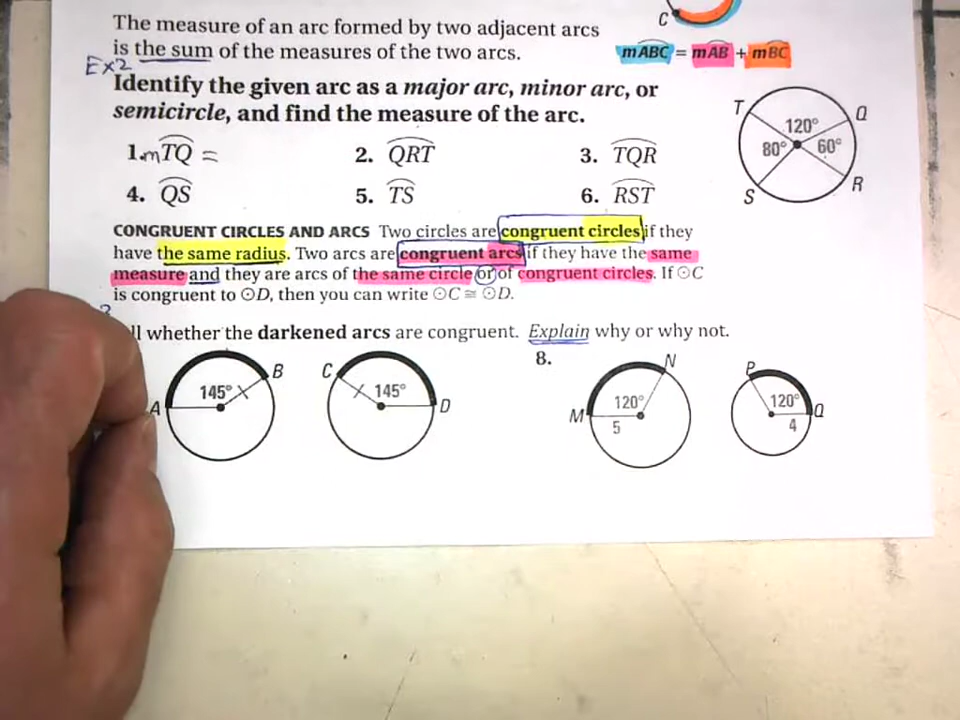 The measure of an arc formed by two adjacent arcs
is the sum of the measures of the two arcs.
C
mABC = mAB + mBC
Ex2
Identify the given arc as a major arc, minor arc, or
semicircle, and find the measure of the arc.
1. mTQ =
2. QRT
3. TQR
4. QS
5. TS
6. RST
T
Q
120°
80°
60°
S
R
CONGRUENT CIRCLES AND ARCS Two circles are congruent circles if they
have the same radius. Two arcs are congruent arcs if they have the same
measure and they are arcs of the same circle or of congruent circles. If ⊙C
is congruent to ⊙D, then you can write ⊙C ≅ ⊙D.
ll whether the darkened arcs are congruent. Explain why or why not.
145°
B
A
C
145°
D
8.
N
M
120°
5
P
120°
Q
4